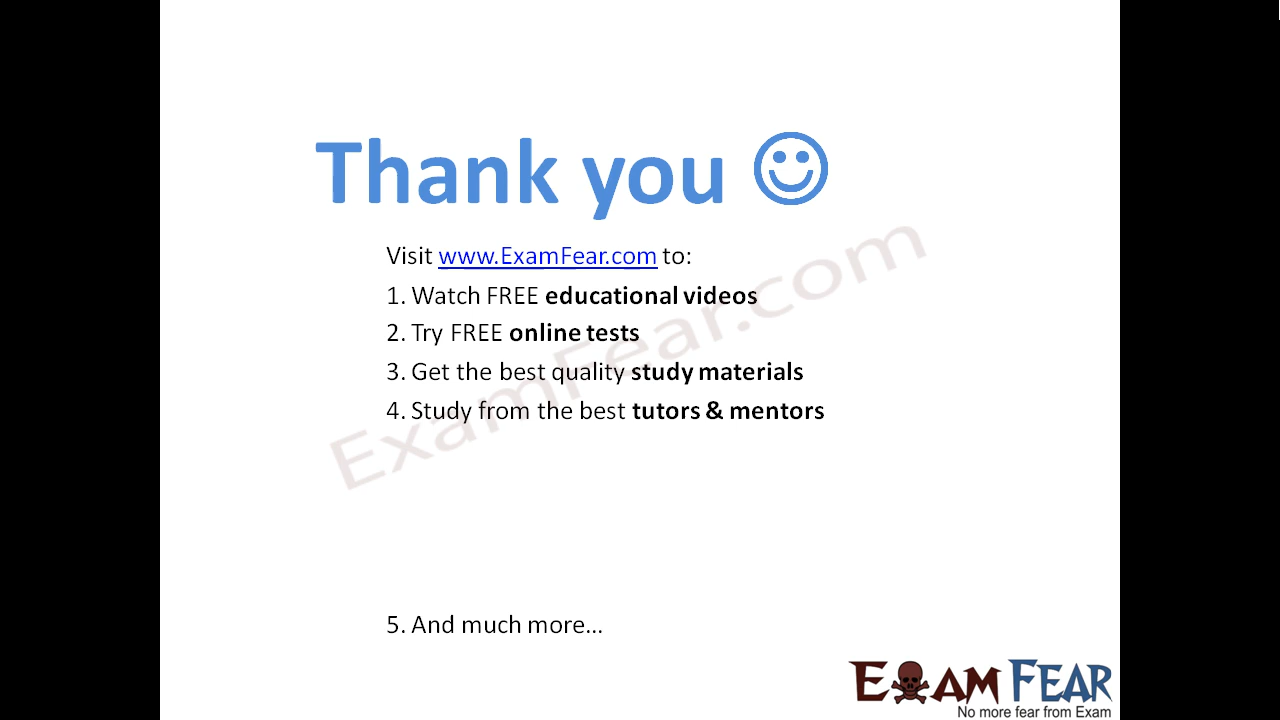 Thank you
Visit www.ExamFear.com to:
1. Watch FREE educational videos
2. Try FREE online tests
3. Get the best quality study materials
4. Study from the best tutors & mentors
ExamFear.com
5. And much more...
EXAM FEAR
No more fear from Exam